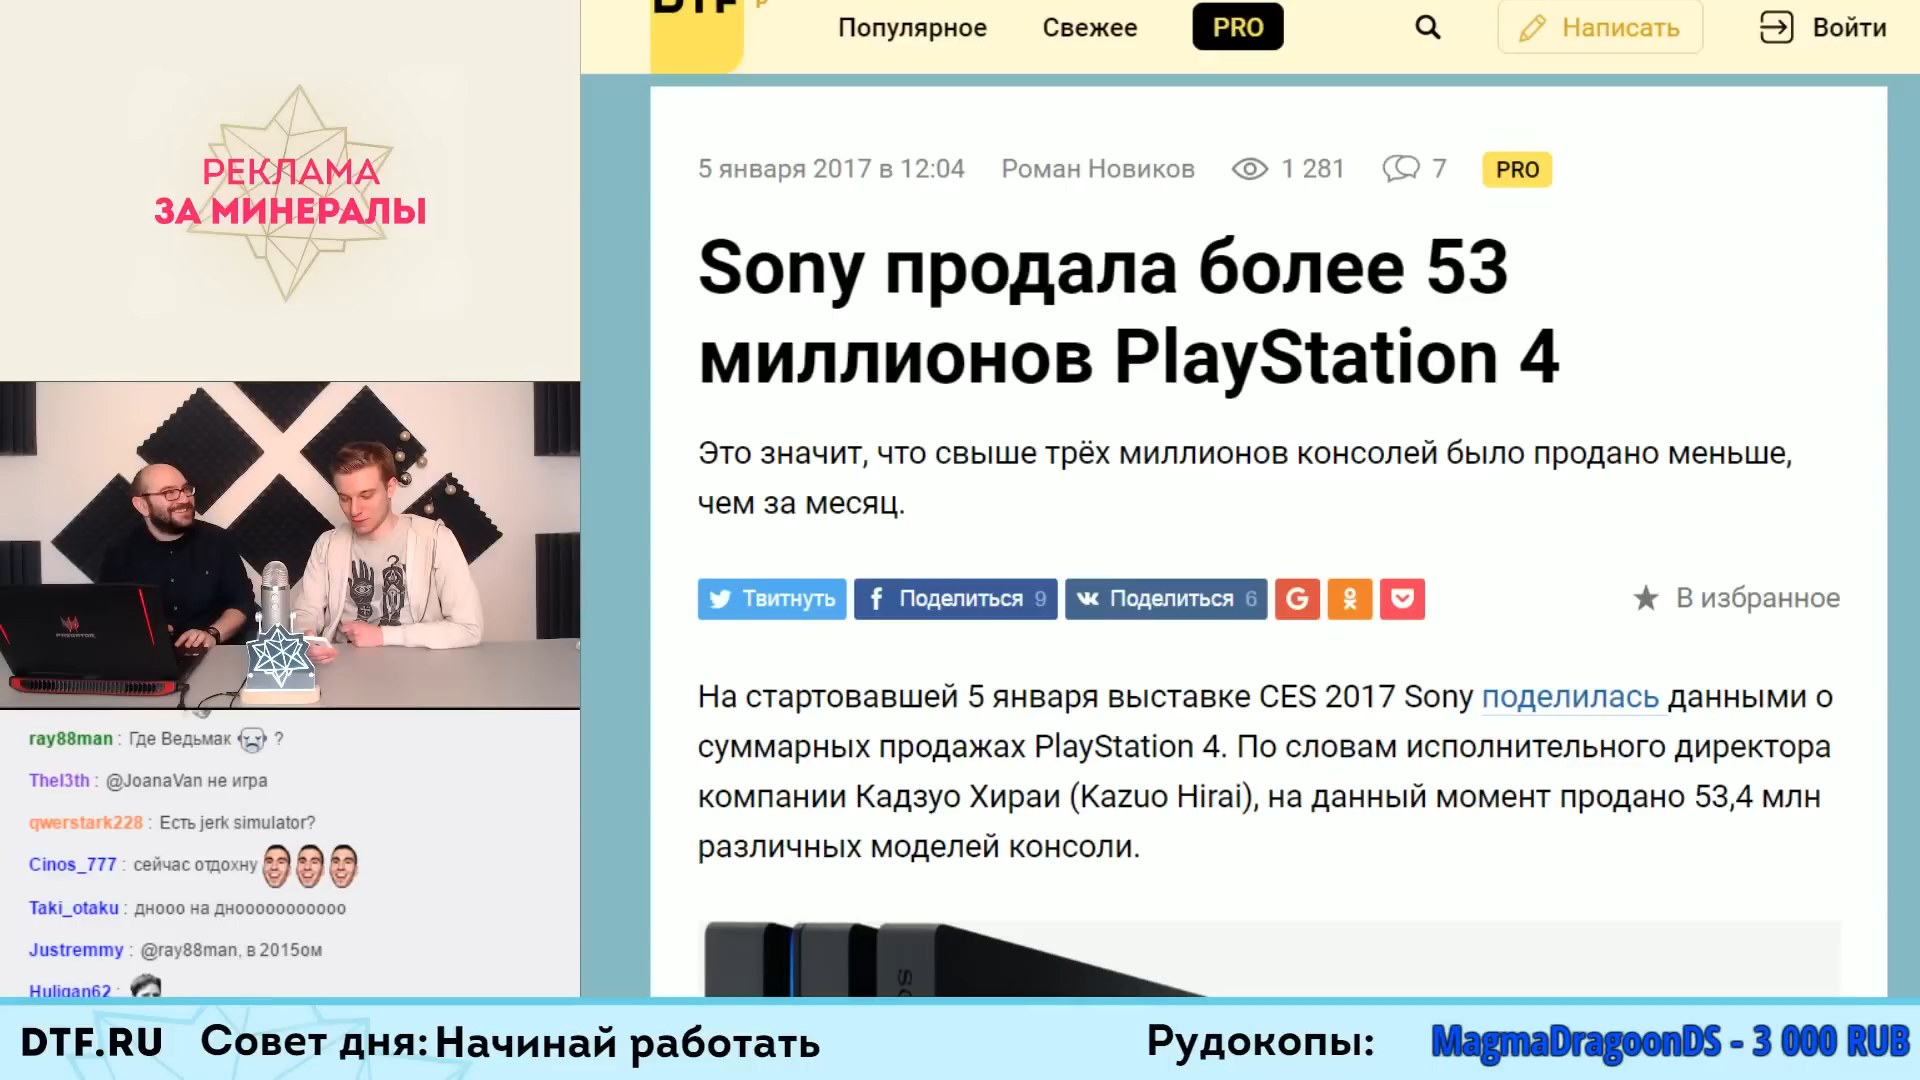 РЕКЛАМА
ЗА МИНЕРАЛЫ
PREDATOR
ray88man : Где Ведьмак ?
Thel3th : @JoanaVan не игра
qwerstark228 : Есть jerk simulator?
Cinos_777 : сейчас отдохну
Taki_otaku : днооо на дноооооооооо
Justremmy : @ray88man, в 2015ом
Huligan62 :
DTF
Популярное
Свежее
PRO
Написать
Войти
5 января 2017 в 12:04 Роман Новиков 1 281 7 PRO
Sony продала более 53
миллионов PlayStation 4
Это значит, что свыше трёх миллионов консолей было продано меньше,
чем за месяц.
Твитнуть
Поделиться 9
Поделиться 6
В избранное
На стартовавшей 5 января выставке CES 2017 Sony поделилась данными о
суммарных продажах PlayStation 4. По словам исполнительного директора
компании Кадзуо Хираи (Kazuo Hirai), на данный момент продано 53,4 млн
различных моделей консоли.
DTF.RU Совет дня: Начинай работать
Рудокопы: MagmaDragoonDS - 3 000 RUB